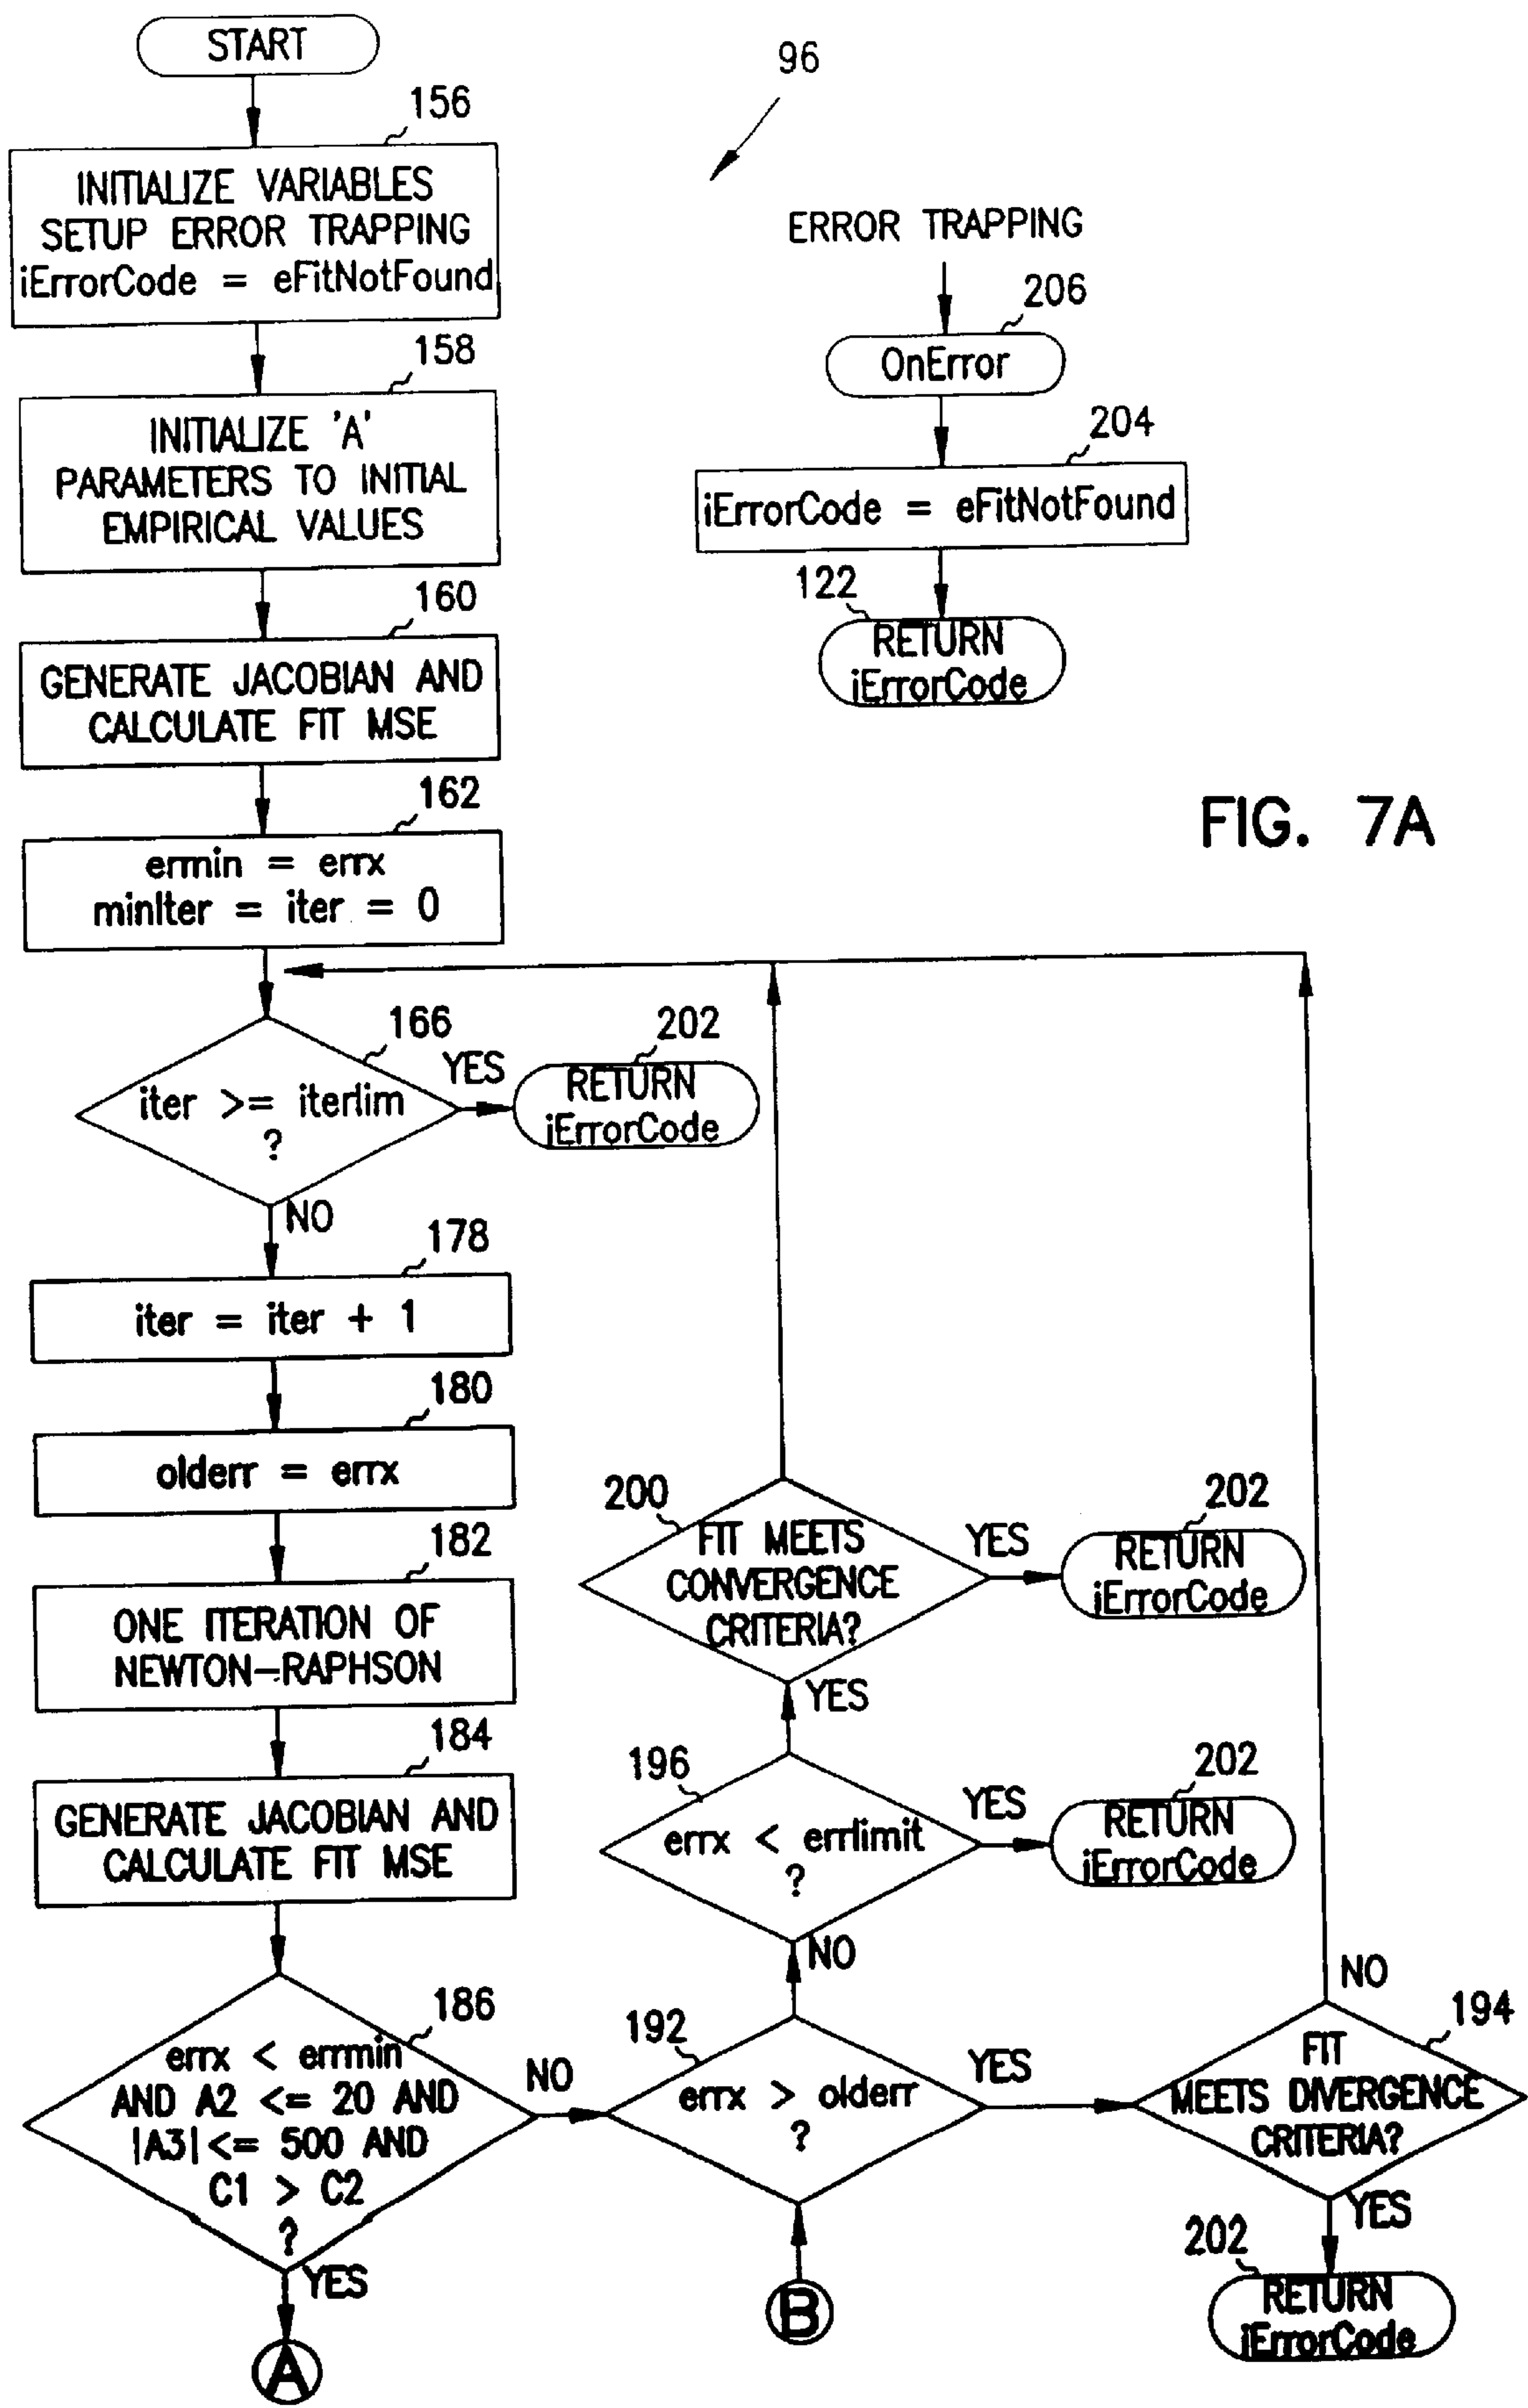 START
96
156
INITIALIZE VARIABLES
SETUP ERROR TRAPPING
iErrorCode = eFitNotFound
ERROR TRAPPING
206
OnError
158
INITIALIZE 'A'
PARAMETERS TO INITIAL
EMPIRICAL VALUES
204
iErrorCode = eFitNotFound
122
RETURN
iErrorCode
160
GENERATE JACOBIAN AND
CALCULATE FIT MSE
FIG. 7A
162
ermin = errx
minIter = iter = 0
166
iter >= iterlim
?
YES
202
RETURN
iErrorCode
NO
178
iter = iter + 1
180
olderr = errx
182
ONE ITERATION OF
NEWTON-RAPHSON
184
GENERATE JACOBIAN AND
CALCULATE FIT MSE
200
FIT MEETS
CONVERGENCE
CRITERIA?
YES
202
RETURN
iErrorCode
YES
196
errx < errlimit
?
YES
202
RETURN
iErrorCode
NO
186
errx < errmin
AND A2 <= 20 AND
|A3| <= 500 AND
C1 > C2
?
NO
YES
A
192
errx > olderr
?
YES
B
NO
194
FIT
MEETS DIVERGENCE
CRITERIA?
YES
202
RETURN
iErrorCode